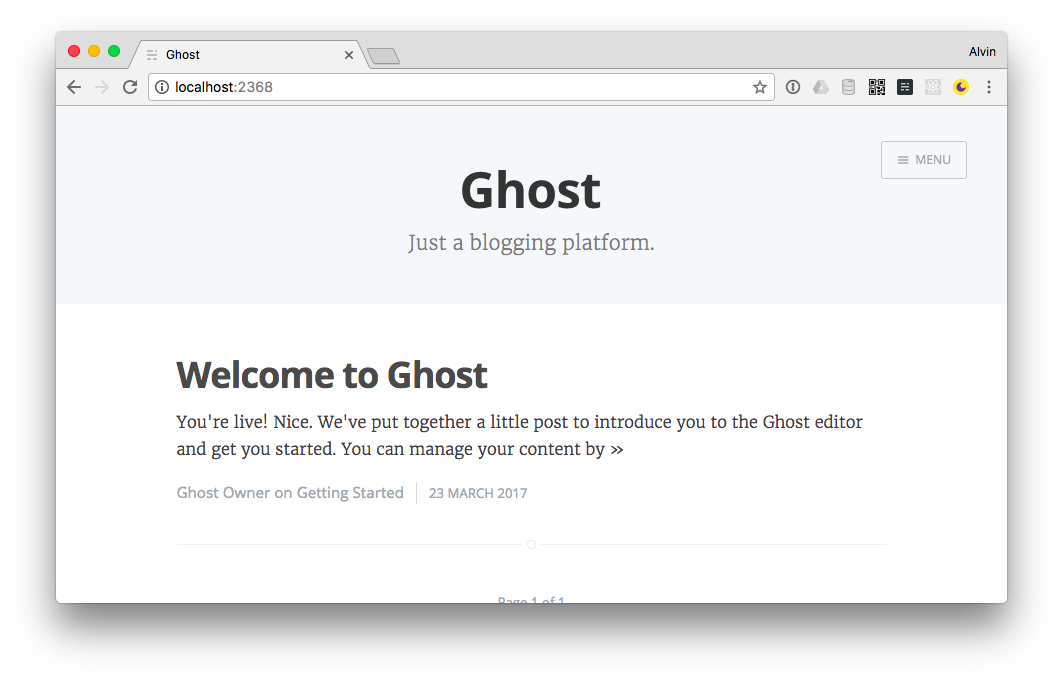 Ghost
Alvin
localhost:2368
MENU
Ghost
Just a blogging platform.
Welcome to Ghost
You're live! Nice. We've put together a little post to introduce you to the Ghost editor
and get you started. You can manage your content by »
Ghost Owner on Getting Started
23 MARCH 2017
Page 1 of 1